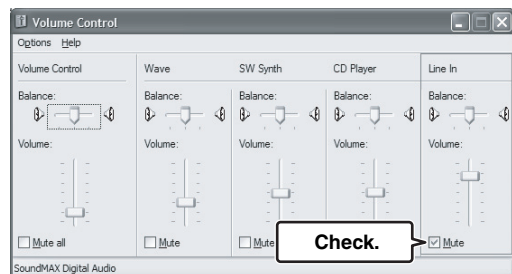 Volume Control
Options Help
Volume Control Wave SW Synth CD Player Line In
Balance: Balance: Balance: Balance: Balance:
Volume: Volume: Volume: Volume: Volume:
Mute all Mute Mute Check. Mute
SoundMAX Digital Audio